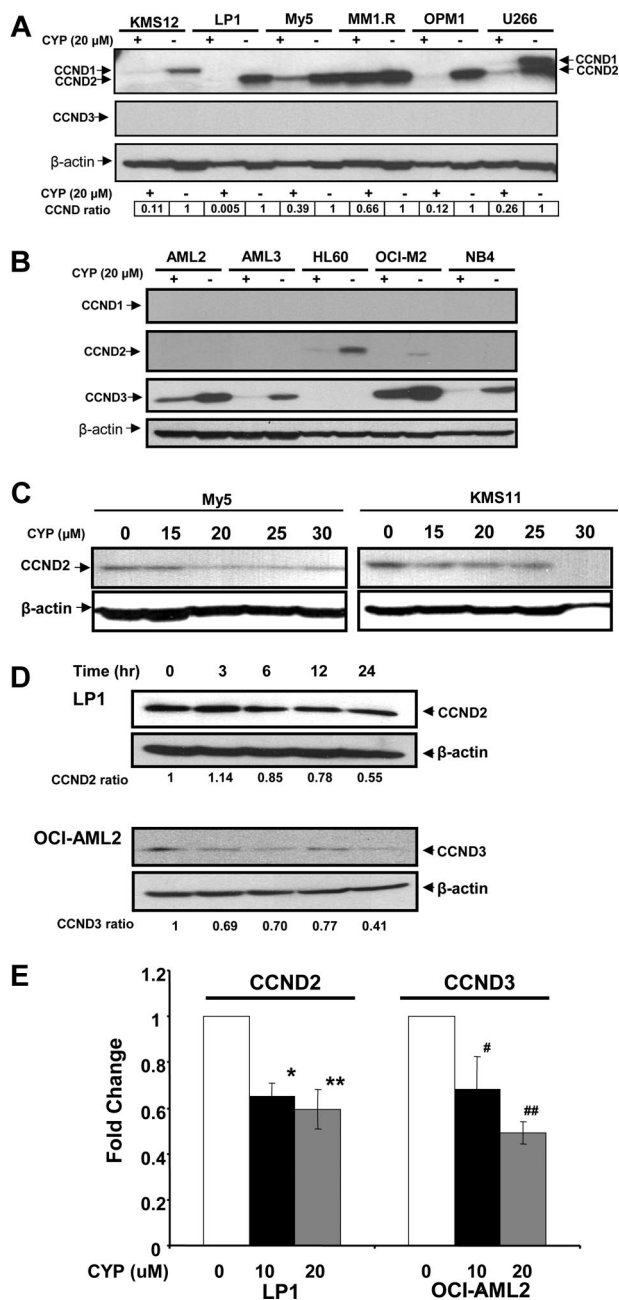 A
KMS12 LP1 My5 MM1.R OPM1 U266
CYP (20 µM) + - + - + - + - + - + -
CCND1
CCND2
CCND1
CCND2
CCND3
β-actin
CYP (20 µM) + - + - + - + - + - + -
CCND ratio 0.11 1 0.005 1 0.39 1 0.66 1 0.12 1 0.26 1
B
AML2 AML3 HL60 OCI-M2 NB4
CYP (20 µM) + - + - + - + - + -
CCND1
CCND2
CCND3
β-actin
C
My5 KMS11
CYP (µM) 0 15 20 25 30 0 15 20 25 30
CCND2
β-actin
D
Time (hr) 0 3 6 12 24
LP1
CCND2
β-actin
CCND2 ratio 1 1.14 0.85 0.78 0.55
OCI-AML2
CCND3
β-actin
CCND3 ratio 1 0.69 0.70 0.77 0.41
E
1.2
1
0.8
0.6
0.4
0.2
0
Fold Change
CCND2 CCND3
* ** # ##
CYP (uM) 0 10 20 0 10 20
LP1 OCI-AML2